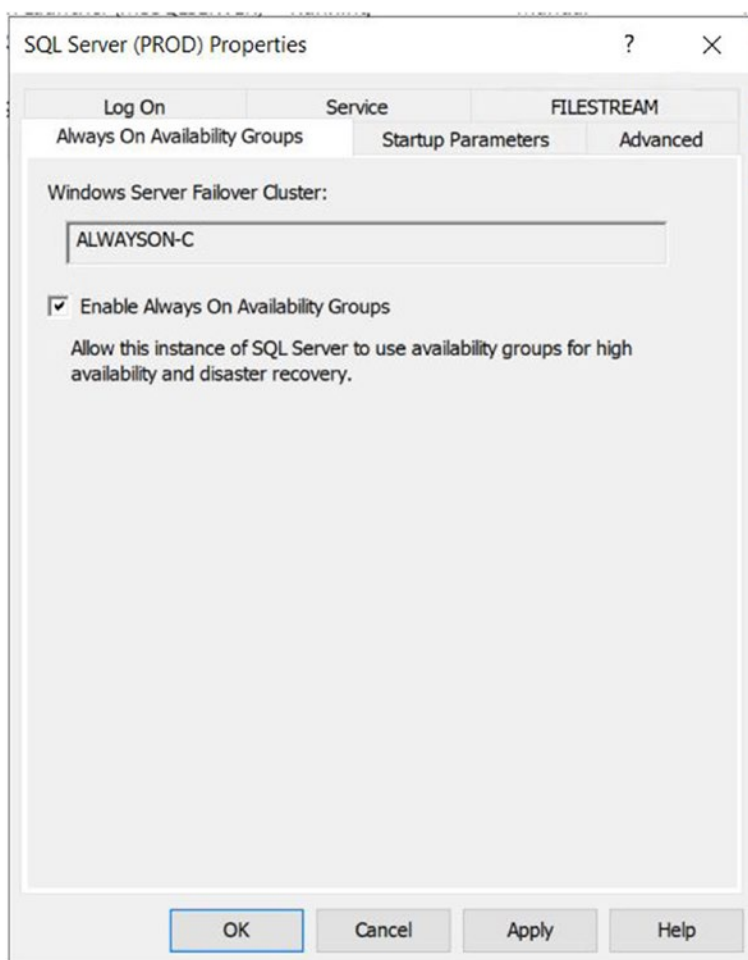 SQL Server (PROD) Properties
Log On Service FILESTREAM
Always On Availability Groups Startup Parameters Advanced
Windows Server Failover Cluster:
ALWAYSON-C
Enable Always On Availability Groups
Allow this instance of SQL Server to use availability groups for high
availability and disaster recovery.
OK Cancel Apply Help